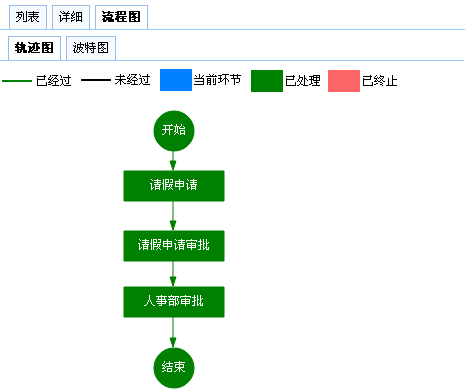 列表 详细 流程图
轨迹图 波特图
已经过 未经过 当前环节 已处理 已终止
开始
请假申请
请假申请审批
人事部审批
结束